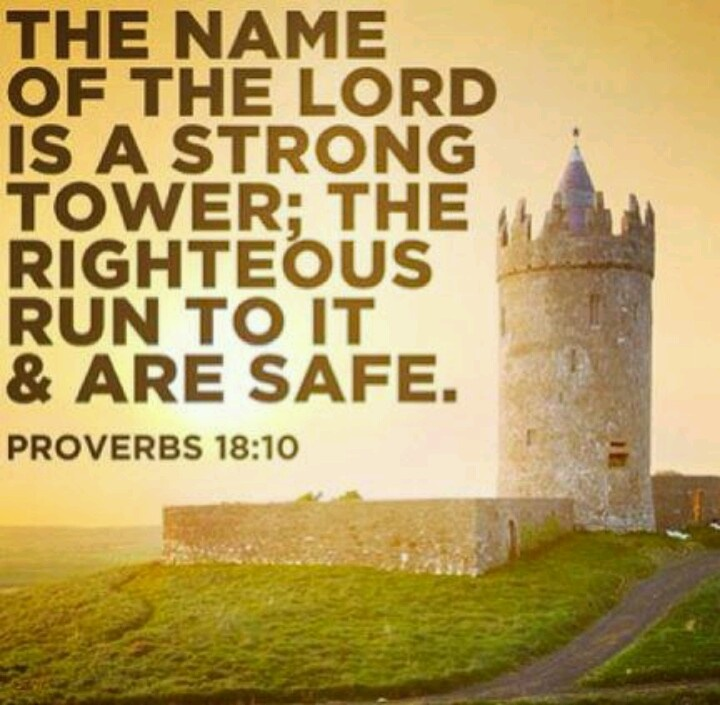 THE NAME
OF THE LORD
IS A STRONG
TOWER; THE
RIGHTEOUS
RUN TO IT
& ARE SAFE.
PROVERBS 18:10